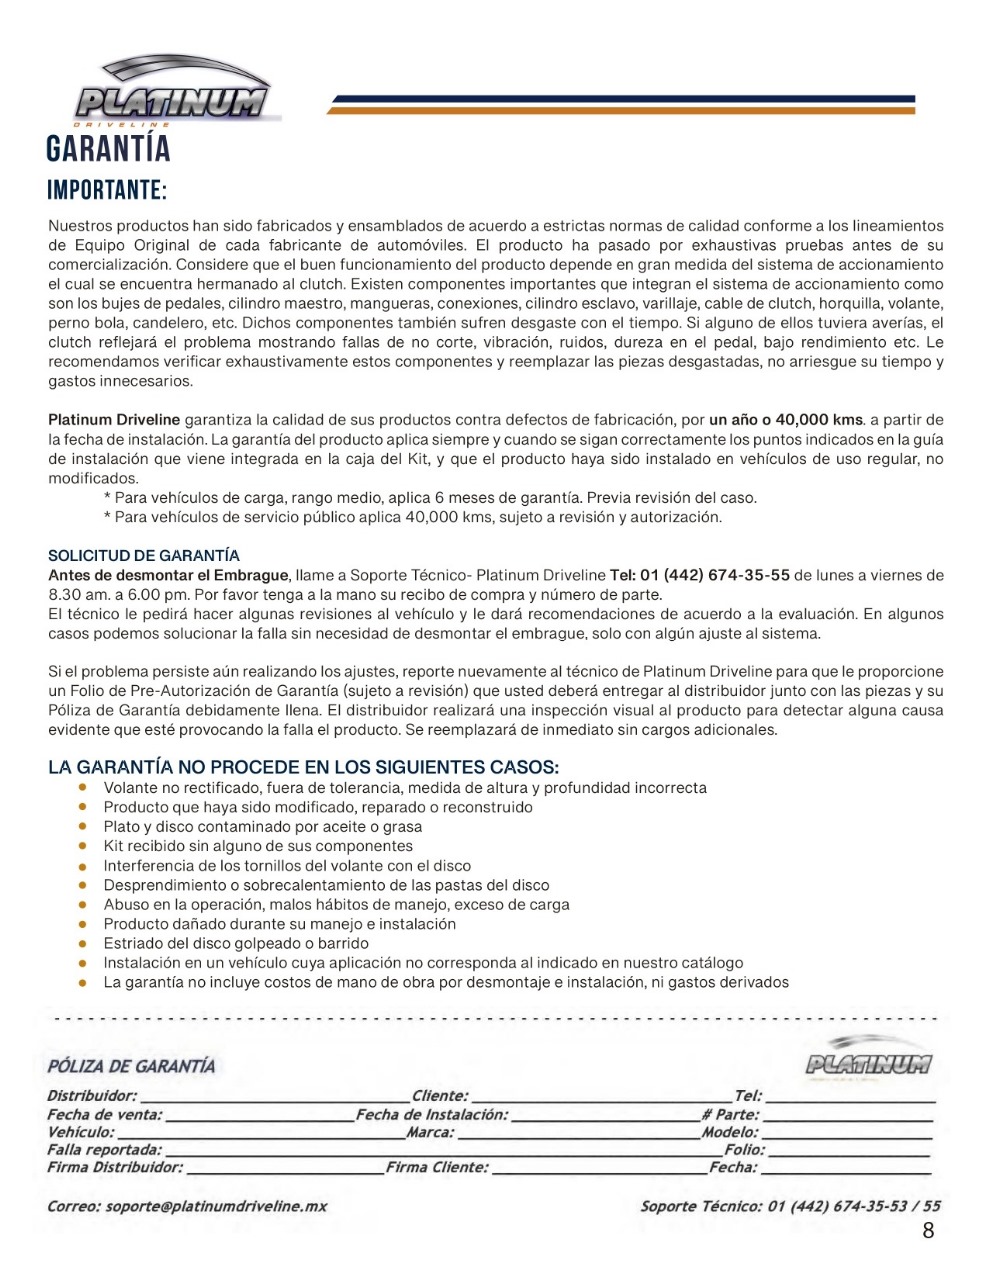 PLATINUM
DRIVELINE
GARANTÍA
IMPORTANTE:
Nuestros productos han sido fabricados y ensamblados de acuerdo a estrictas normas de calidad conforme a los lineamientos
de Equipo Original de cada fabricante de automóviles. El producto ha pasado por exhaustivas pruebas antes de su
comercialización. Considere que el buen funcionamiento del producto depende en gran medida del sistema de accionamiento
el cual se encuentra hermanado al clutch. Existen componentes importantes que integran el sistema de accionamiento como
son los bujes de pedales, cilindro maestro, mangueras, conexiones, cilindro esclavo, varillaje, cable de clutch, horquilla, volante,
perno bola, candelero, etc. Dichos componentes también sufren desgaste con el tiempo. Si alguno de ellos tuviera averías, el
clutch reflejará el problema mostrando fallas de no corte, vibración, ruidos, dureza en el pedal, bajo rendimiento etc. Le
recomendamos verificar exhaustivamente estos componentes y reemplazar las piezas desgastadas, no arriesgue su tiempo y
gastos innecesarios.
Platinum Driveline garantiza la calidad de sus productos contra defectos de fabricación, por un año o 40,000 kms. a partir de
la fecha de instalación. La garantía del producto aplica siempre y cuando se sigan correctamente los puntos indicados en la guía
de instalación que viene integrada en la caja del Kit, y que el producto haya sido instalado en vehículos de uso regular, no
modificados.
* Para vehículos de carga, rango medio, aplica 6 meses de garantía. Previa revisión del caso.
* Para vehículos de servicio público aplica 40,000 kms, sujeto a revisión y autorización.
SOLICITUD DE GARANTÍA
Antes de desmontar el Embrague, llame a Soporte Técnico- Platinum Driveline Tel: 01 (442) 674-35-55 de lunes a viernes de
8.30 am. a 6.00 pm. Por favor tenga a la mano su recibo de compra y número de parte.
El técnico le pedirá hacer algunas revisiones al vehículo y le dará recomendaciones de acuerdo a la evaluación. En algunos
casos podemos solucionar la falla sin necesidad de desmontar el embrague, solo con algún ajuste al sistema.
Si el problema persiste aún realizando los ajustes, reporte nuevamente al técnico de Platinum Driveline para que le proporcione
un Folio de Pre-Autorización de Garantía (sujeto a revisión) que usted deberá entregar al distribuidor junto con las piezas y su
Póliza de Garantía debidamente llena. El distribuidor realizará una inspección visual al producto para detectar alguna causa
evidente que esté provocando la falla el producto. Se reemplazará de inmediato sin cargos adicionales.
LA GARANTÍA NO PROCEDE EN LOS SIGUIENTES CASOS:
● Volante no rectificado, fuera de tolerancia, medida de altura y profundidad incorrecta
● Producto que haya sido modificado, reparado o reconstruido
● Plato y disco contaminado por aceite o grasa
● Kit recibido sin alguno de sus componentes
● Interferencia de los tornillos del volante con el disco
● Desprendimiento o sobrecalentamiento de las pastas del disco
● Abuso en la operación, malos hábitos de manejo, exceso de carga
● Producto dañado durante su manejo e instalación
● Estriado del disco golpeado o barrido
● Instalación en un vehículo cuya aplicación no corresponda al indicado en nuestro catálogo
● La garantía no incluye costos de mano de obra por desmontaje e instalación, ni gastos derivados
PÓLIZA DE GARANTÍA PLATINUM
Distribuidor: Cliente: Tel:
Fecha de venta: Fecha de Instalación: # Parte:
Vehículo: Marca: Modelo:
Falla reportada: Folio:
Firma Distribuidor: Firma Cliente: Fecha:
Correo: soporte@platinumdriveline.mx Soporte Técnico: 01 (442) 674-35-53 / 55
8